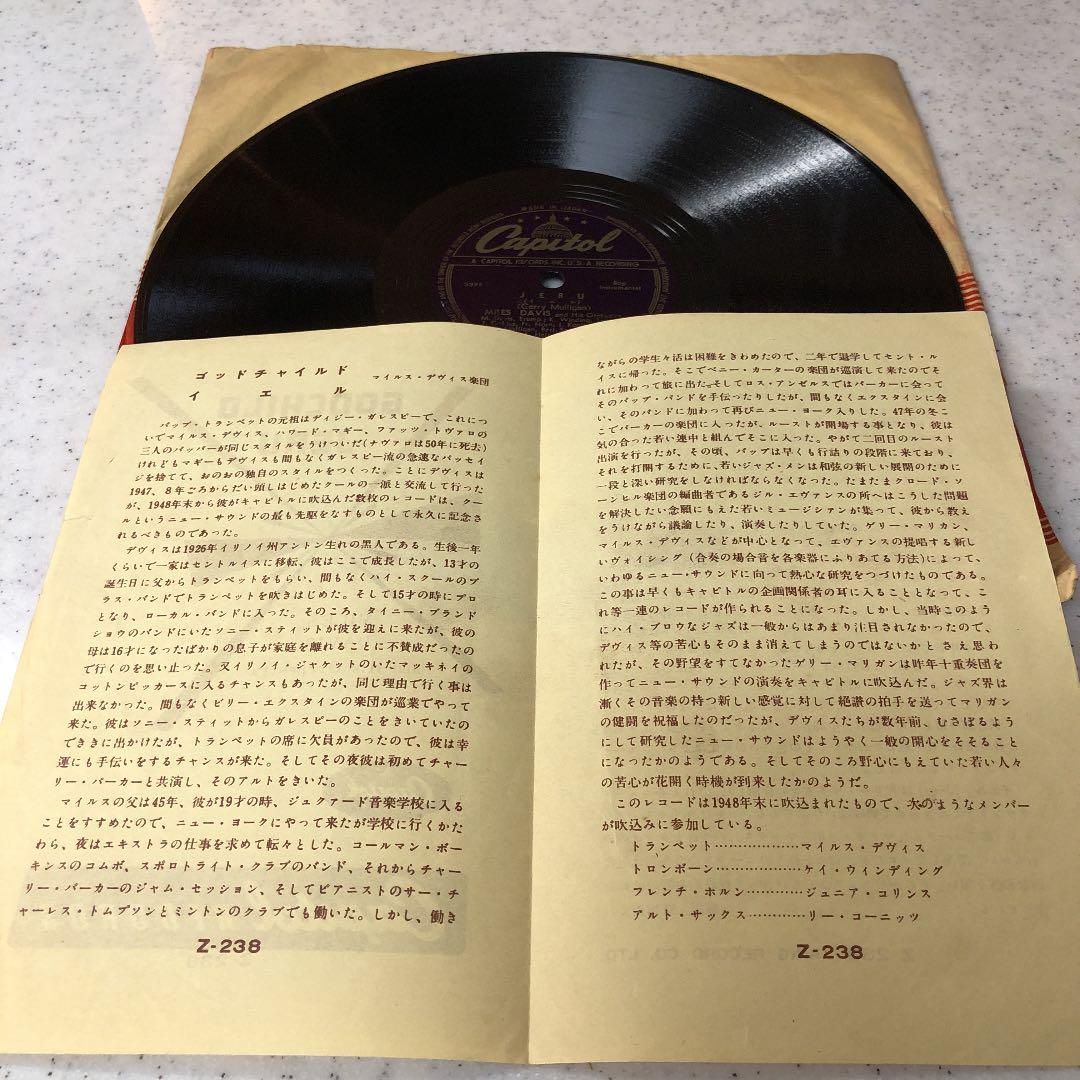 MADE IN JAPAN
Capitol
A CAPITOL RECORDS INC. U.S.A. RECORDING
Bop
Instrumental
JERU
(Gerry Mulligan)
MILES DAVIS and His Orchestra
ゴッドチャイルド
イエル
マイルス・デヴィス楽団
バップ・トランペットの元祖はディジー・ガレスピーで、これにつ
いでマイルス・デヴィス、ハワード・マギー、ファッツ・トヴァロの
三人のバッパーが同じスタイルをうけついだ(ナヴァロは50年に死去)
けれどもマギーもデヴィスも間もなくガレスピー流の急速なパッセイ
ジを捨てて、おのおの独自のスタイルをつくった。ことにデヴィスは
1947、8年ごろからだい頭しはじめたクールの一派と交流して行った
が、1948年末から彼がキャピトルに吹込んだ数枚のレコードは、クー
ルというニュー・サウンドの最も先駆をなすものとして永久に記念さ
れるべきものであった。
デヴィスは1926年イリノイ州アントン生れの黒人である。生後一年
くらいで一家はセントルイスに移転、彼はここで成長したが、13才の
誕生日に父からトランペットをもらい、間もなくハイ・スクールのブ
ラス・バンドでトランペットを吹きはじめた。そして15才の時にプロ
となり、ローカル・バンドに入った。そのころ、タイニー・ブランド
ショウのバンドにいたソニー・スティットが彼を迎えに来たが、彼の
母は16才になったばかりの息子が家庭を離れることに不賛成だったの
で行くのを思い止った。又イリノイ・ジャケットのいたマッキネイの
コットンピッカースに入るチャンスもあったが、同じ理由で行く事は
出来なかった。間もなくビリー・エクスタインの楽団が巡業でやって
来た。彼はソニー・スティットからガレスピーのことをきいていたの
できききに出かけたが、トランペットの席に欠員があったので、彼は幸
運にも手伝いをするチャンスが来た。そしてその夜彼は初めてチャー
リー・パーカーと共演し、そのアルトをきいた。
マイルスの父は45年、彼が19才の時、ジュクァード音楽学校に入る
ことをすすめたので、ニュー・ヨークにやって来たが学校に行くかた
わら、夜はエキストラの仕事を求めて転々とした。コールマン・ボー
キンスのコムボ、スポロトライト・クラブのバンド、それからチャー
リー・パーカーのジャム・セッション、そしてピアニストのサー・チ
ャーレス・トムプソンとミントンのクラブでも働いた。しかし、働き
Z-238
ながらの学生々活は困難をきわめたので、二年で退学してセント・ル
イスに帰った。そこでベニー・カーターの楽団が巡演して来たのでそ
れに加わって旅に出た。そしてロス・アンゼルスではパーカーに会って
そのバップ・バンドを手伝ったりしたが、間もなくエクスタインに会
い、そのバンドに加わって再びニュー・ヨーク入りした。47年の冬こ
こでパーカーの楽団に入ったが、ルーストが開場する事となり、彼は
気の合った若い連中と組んでそこに入った。やがて二回目のルースト
出演を行ったが、その頃、バップは早くも行詰りの段階に来ており、
それを打開するために、若いジャズ・メンは和弦の新しい展開のために
一段と深い研究をしなければならなくなった。たまたまクロード・ソ
ーンヒル楽団の編曲者であるジル・エヴァンスの所へはこうした問題
を解決したい念願にもえた若いミュージシァンが集って、彼から教え
をうけながら議論したり、演奏したりしていた。ゲリー・マリカン、
マイルス・デヴィスなどが中心となって、エヴァンスの提唱する新し
いヴォイシング(合奏の場合音を各楽器にふりあてる方法)によって、
いわゆるニュー・サウンドに向って熱心な研究をつづけたものである。
この事は早くもキャピトルの企画関係者の耳に入ることとなって、こ
れ等一連のレコードが作られることになった。しかし、当時このよう
にハイ・ブロウなジャズは一般からはあまり注目されなかったので、
デヴィス等の苦心もそのまま消えてしまうのではないかとさえ思わ
れたが、その野望をすてなかったゲリー・マリガンは昨年十重奏団を
作ってニュー・サウンドの演奏をキャピトルに吹込んだ。ジャズ界は
漸くその音楽の持つ新しい感覚に対して絶讃の拍手を送ってマリガン
の健闘を祝福したのだったが、デヴィスたちが数年前、むさぼるよう
にして研究したニュー・サウンドはようやく一般の開心をそそること
になったかのようである。そしてそのころ野心にもえていた若い人々
の苦心が花開く時機が到来したかのようだ。
このレコードは1948年末に吹込まれたもので、次のようなメンバー
が吹込みに参加している。
トランペット………………マイルス・デヴィス
トロンボーン………………ケイ・ウィンディング
フレンチ・ホルン…………ジュニア・コリンス
アルト・サックス…………リー・コーニッツ
Z-238